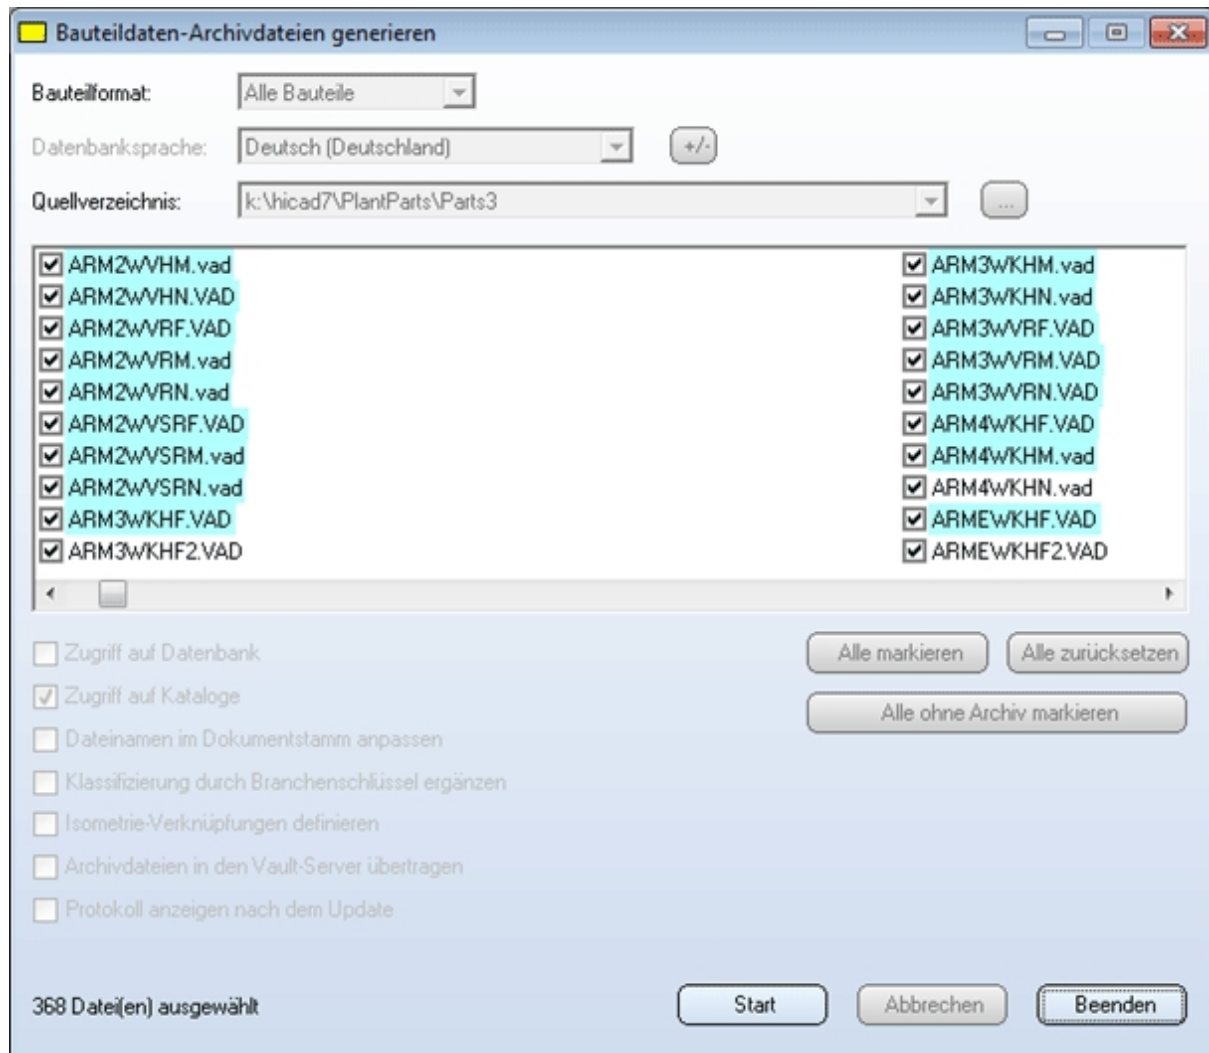 Bauteildaten-Archivdateien generieren
Bauteilformat: Alle Bauteile
Datenbanksprache: Deutsch (Deutschland) +/-
Quellverzeichnis: k:\hicad7\PlantParts\Parts3 ...
ARM2WVHM.vad ARM3WKHM.vad
ARM2WVHN.VAD ARM3WKHN.vad
ARM2WVRF.VAD ARM3WVRF.VAD
ARM2WVRM.vad ARM3WVRM.VAD
ARM2WVRN.vad ARM3WVRN.VAD
ARM2WVSRF.VAD ARM4WKHF.VAD
ARM2WVSRM.vad ARM4WKHM.vad
ARM2WVSRN.vad ARM4WKHN.vad
ARM3WKHF.VAD ARMEWKHF.VAD
ARM3WKHF2.VAD ARMEWKHF2.VAD
Zugriff auf Datenbank Alle markieren Alle zurücksetzen
Zugriff auf Kataloge Alle ohne Archiv markieren
Dateinamen im Dokumentstamm anpassen
Klassifizierung durch Branchenschlüssel ergänzen
Isometrie-Verknüpfungen definieren
Archivdateien in den Vault-Server übertragen
Protokoll anzeigen nach dem Update
368 Datei(en) ausgewählt Start Abbrechen Beenden